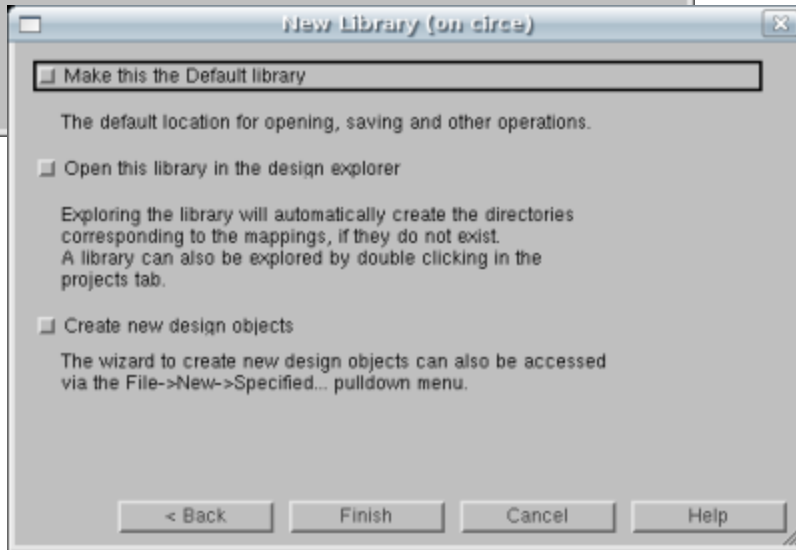 New Library (on circe)
Make this the Default library
The default location for opening, saving and other operations.
Open this library in the design explorer
Exploring the library will automatically create the directories
corresponding to the mappings, if they do not exist.
A library can also be explored by double clicking in the
projects tab.
Create new design objects
The wizard to create new design objects can also be accessed
via the File->New->Specified... pulldown menu.
< Back Finish Cancel Help